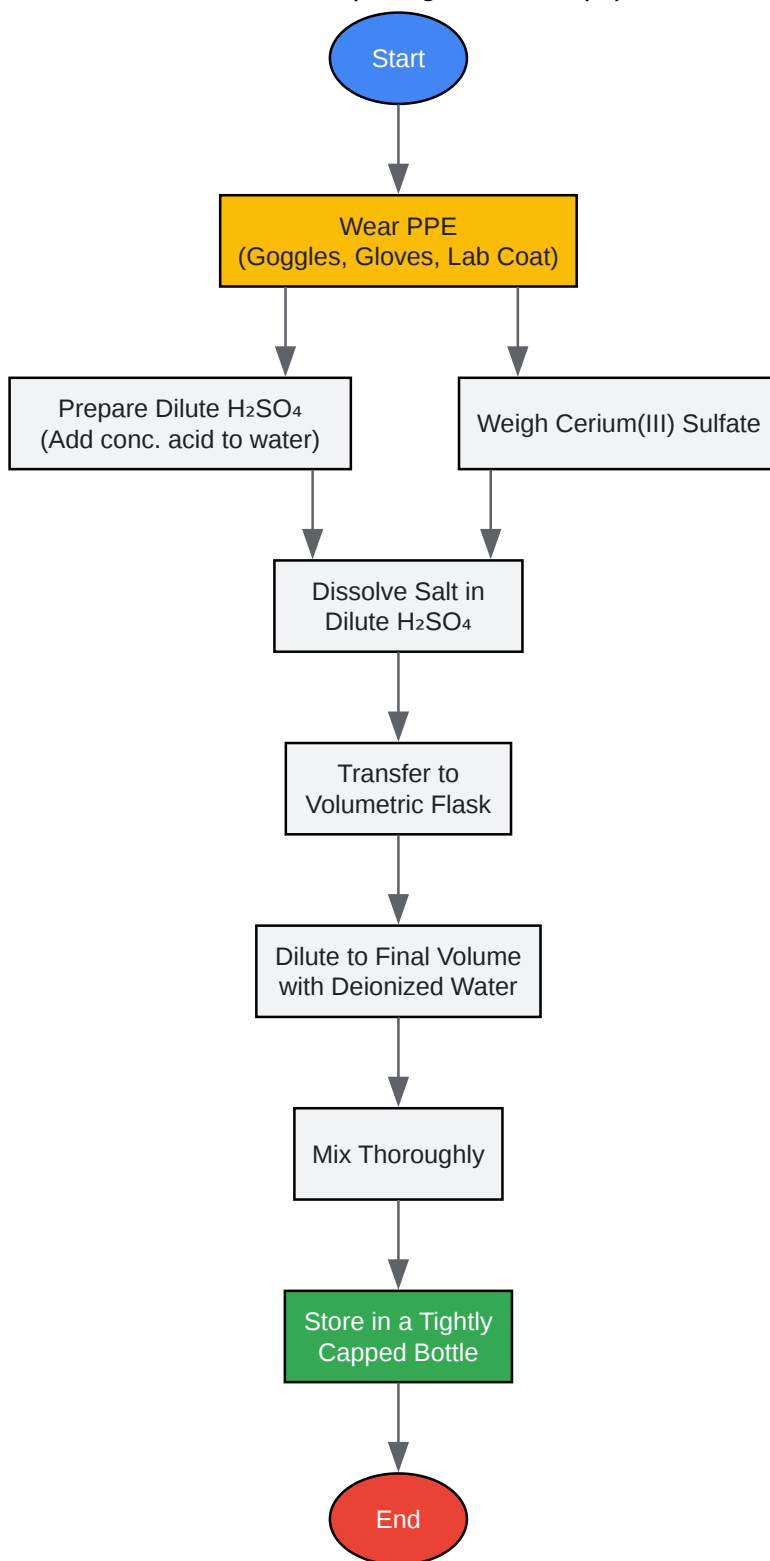 Start
Wear PPE
(Goggles, Gloves, Lab Coat)
Prepare Dilute H₂SO₄
(Add conc. acid to water)
Weigh Cerium(III) Sulfate
Dissolve Salt in
Dilute H₂SO₄
Transfer to
Volumetric Flask
Dilute to Final Volume
with Deionized Water
Mix Thoroughly
Store in a Tightly
Capped Bottle
End